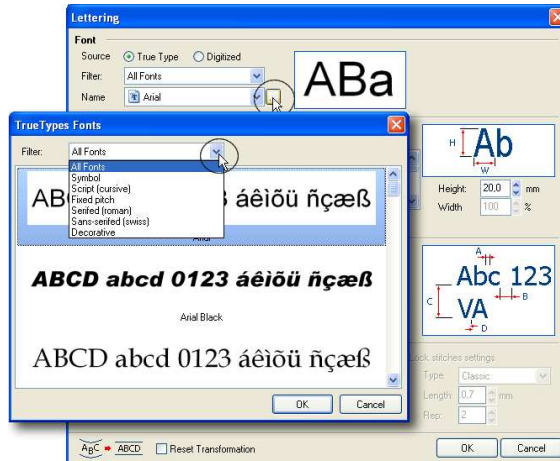 Lettering
Font
Source True Type Digitized
Filter: All Fonts
Name Arial
ABa
TrueTypes Fonts
Filter: All Fonts
All Fonts
Symbol
Script (cursive)
Fixed pitch
Serifed (roman)
Sans-serifed (swiss)
Decorative
AB 3 áêìõü ñçæß
Arial
ABCD abcd 0123 áêìõü ñçæß
Arial Black
ABCD abcd 0123 áêìõü ñçæß
OK Cancel
H Ab
W
Height: 20,0 mm
Width 100 %
A
Abc 123
C B
VA
D
Lock stitches settings
Type: Classic
Length: 0,7 mm
Rep: 2
ABC ABCD Reset Transformation
OK Cancel